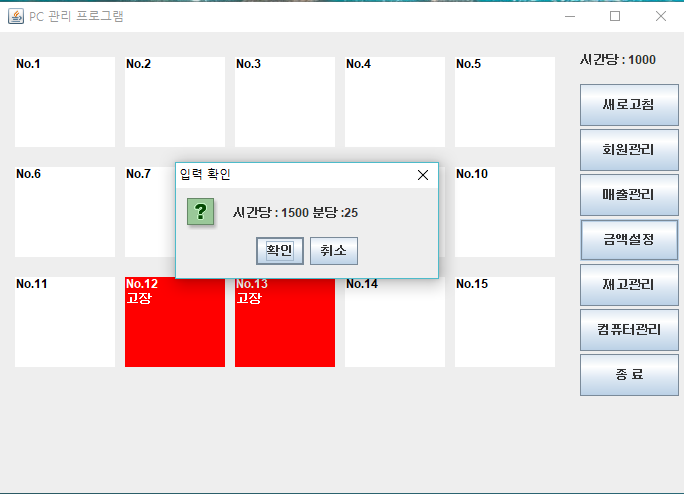 PC 관리 프로그램
시간당 : 1000
No.1
No.2
No.3
No.4
No.5
새로고침
회원관리
매출관리
금액설정
재고관리
컴퓨터관리
종 료
No.6
No.7
No.10
입력 확인
시간당 : 1500 분당 :25
확인
취소
No.11
No.12
고장
No.13
고장
No.14
No.15